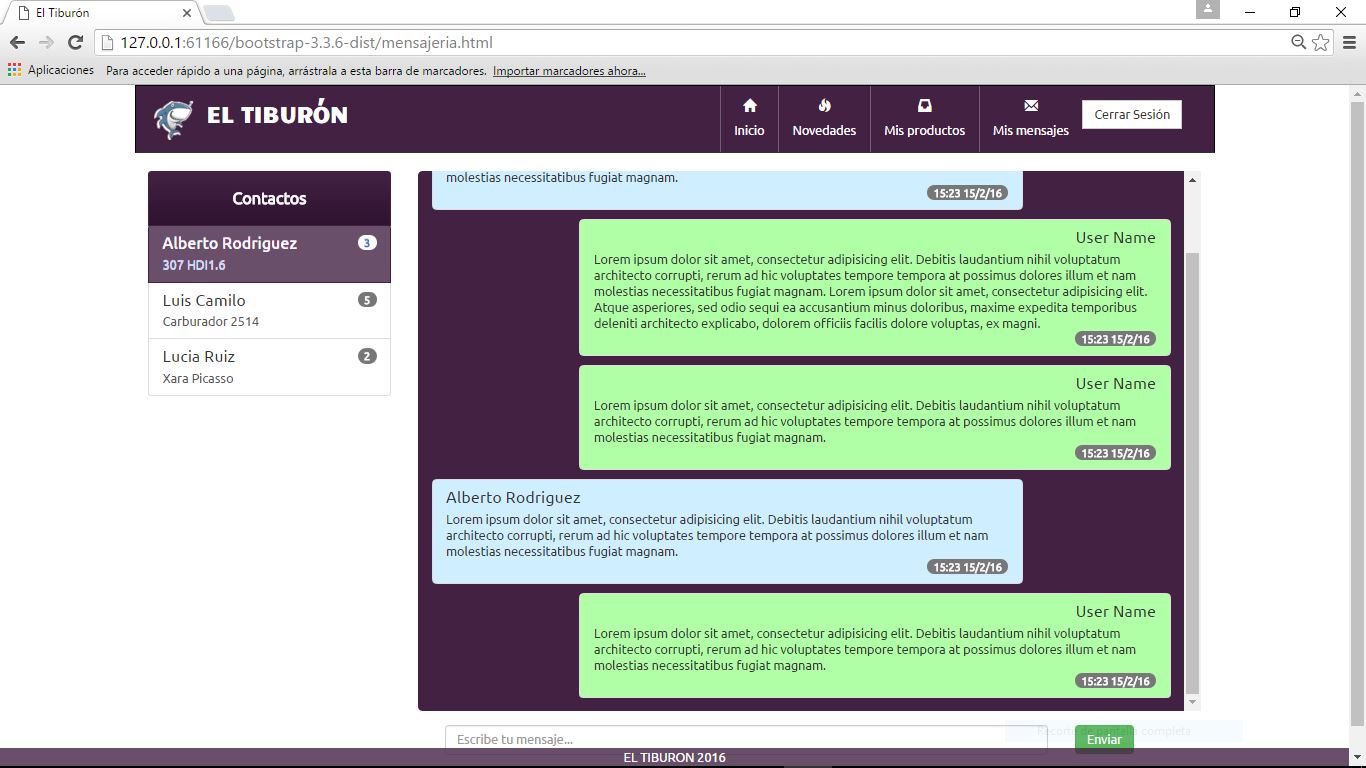 El Tiburón
127.0.0.1:61166/bootstrap-3.3.6-dist/mensajeria.html
Aplicaciones Para acceder rápido a una página, arrástrala a esta barra de marcadores. Importar marcadores ahora...
EL TIBURÓN
Inicio
Novedades
Mis productos
Mis mensajes
Cerrar Sesión
Contactos
Alberto Rodriguez 3
307 HDI1.6
Luis Camilo 5
Carburador 2514
Lucia Ruiz 2
Xara Picasso
molestias necessitatibus fugiat magnam.
15:23 15/2/16
User Name
Lorem ipsum dolor sit amet, consectetur adipisicing elit. Debitis laudantium nihil voluptatum
architecto corrupti, rerum ad hic voluptates tempore tempora at possimus dolores illum et nam
molestias necessitatibus fugiat magnam. Lorem ipsum dolor sit amet, consectetur adipisicing elit.
Atque asperiores, sed odio sequi ea accusantium minus doloribus, maxime expedita temporibus
deleniti architecto explicabo, dolorem officiis facilis dolore voluptas, ex magni.
15:23 15/2/16
User Name
Lorem ipsum dolor sit amet, consectetur adipisicing elit. Debitis laudantium nihil voluptatum
architecto corrupti, rerum ad hic voluptates tempore tempora at possimus dolores illum et nam
molestias necessitatibus fugiat magnam.
15:23 15/2/16
Alberto Rodriguez
Lorem ipsum dolor sit amet, consectetur adipisicing elit. Debitis laudantium nihil voluptatum
architecto corrupti, rerum ad hic voluptates tempore tempora at possimus dolores illum et nam
molestias necessitatibus fugiat magnam.
15:23 15/2/16
User Name
Lorem ipsum dolor sit amet, consectetur adipisicing elit. Debitis laudantium nihil voluptatum
architecto corrupti, rerum ad hic voluptates tempore tempora at possimus dolores illum et nam
molestias necessitatibus fugiat magnam.
15:23 15/2/16
Escribe tu mensaje...
Recorte de pantalla completa
Enviar
EL TIBURON 2016